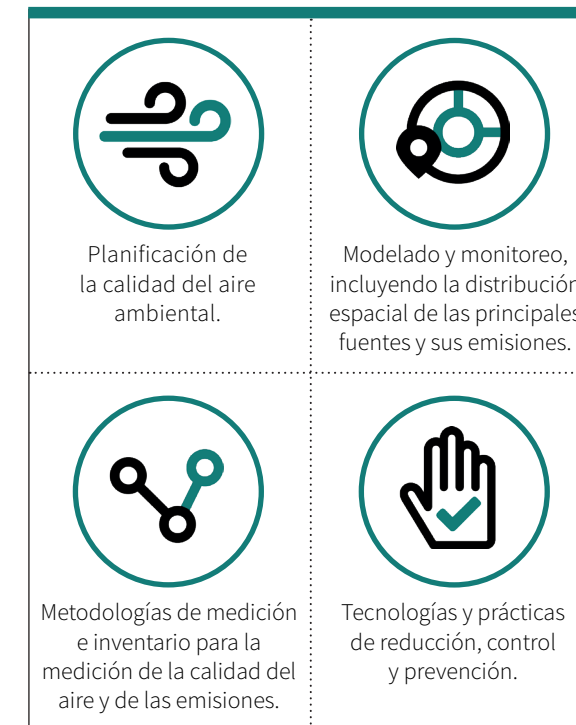 Planificación de
la calidad del aire
ambiental.
Modelado y monitoreo,
incluyendo la distribución
espacial de las principales
fuentes y sus emisiones.
Metodologías de medición
e inventario para la
medición de la calidad del
aire y de las emisiones.
Tecnologías y prácticas
de reducción, control
y prevención.